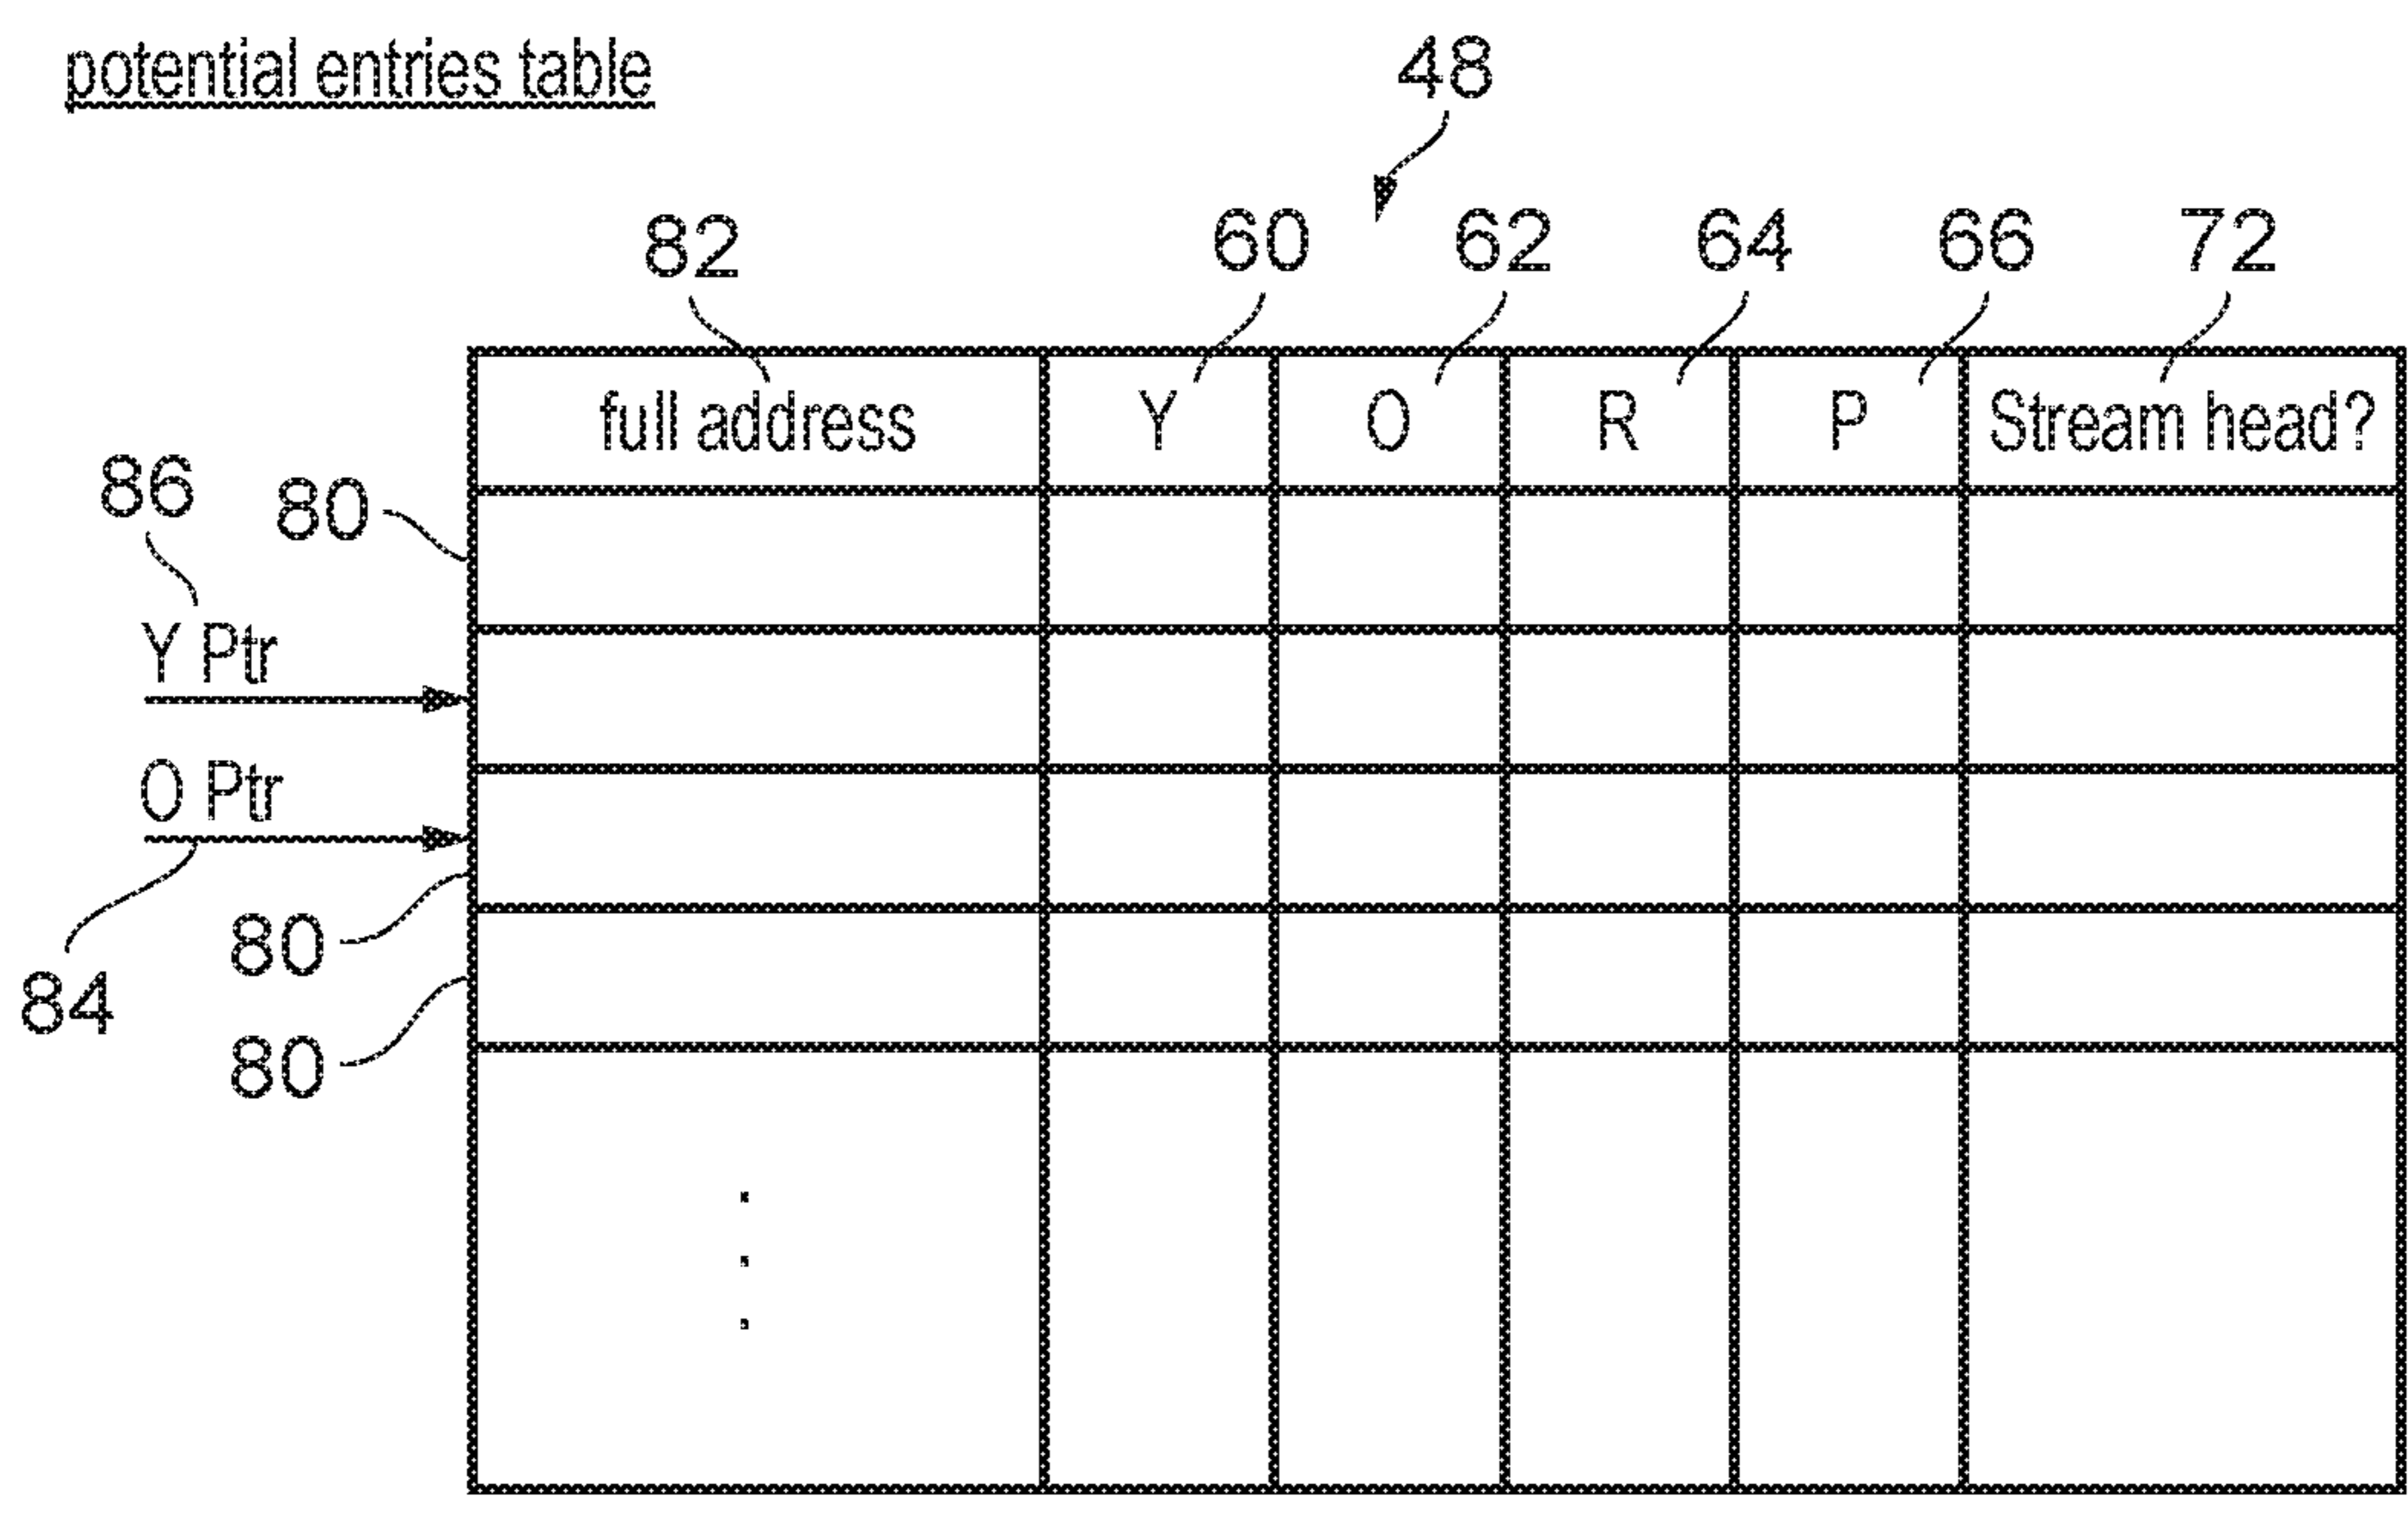 potential entries table
48
82 60 62 64 66 72
full address Y O R P Stream head?
86 80
Y Ptr
O Ptr
80
84
80